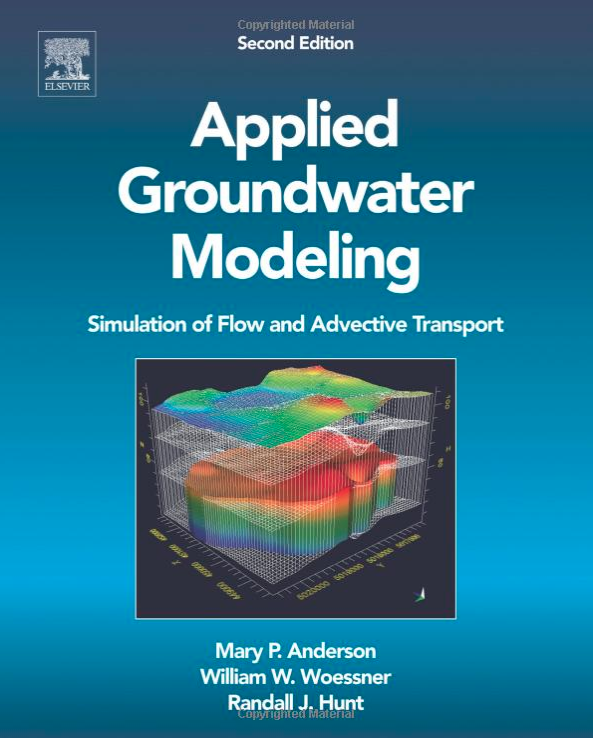 Copyrighted Material
Second Edition
ELSEVIER
Applied
Groundwater
Modeling
Simulation of Flow and Advective Transport
Mary P. Anderson
William W. Woessner
Randall J. Hunt
Copyrighted Material